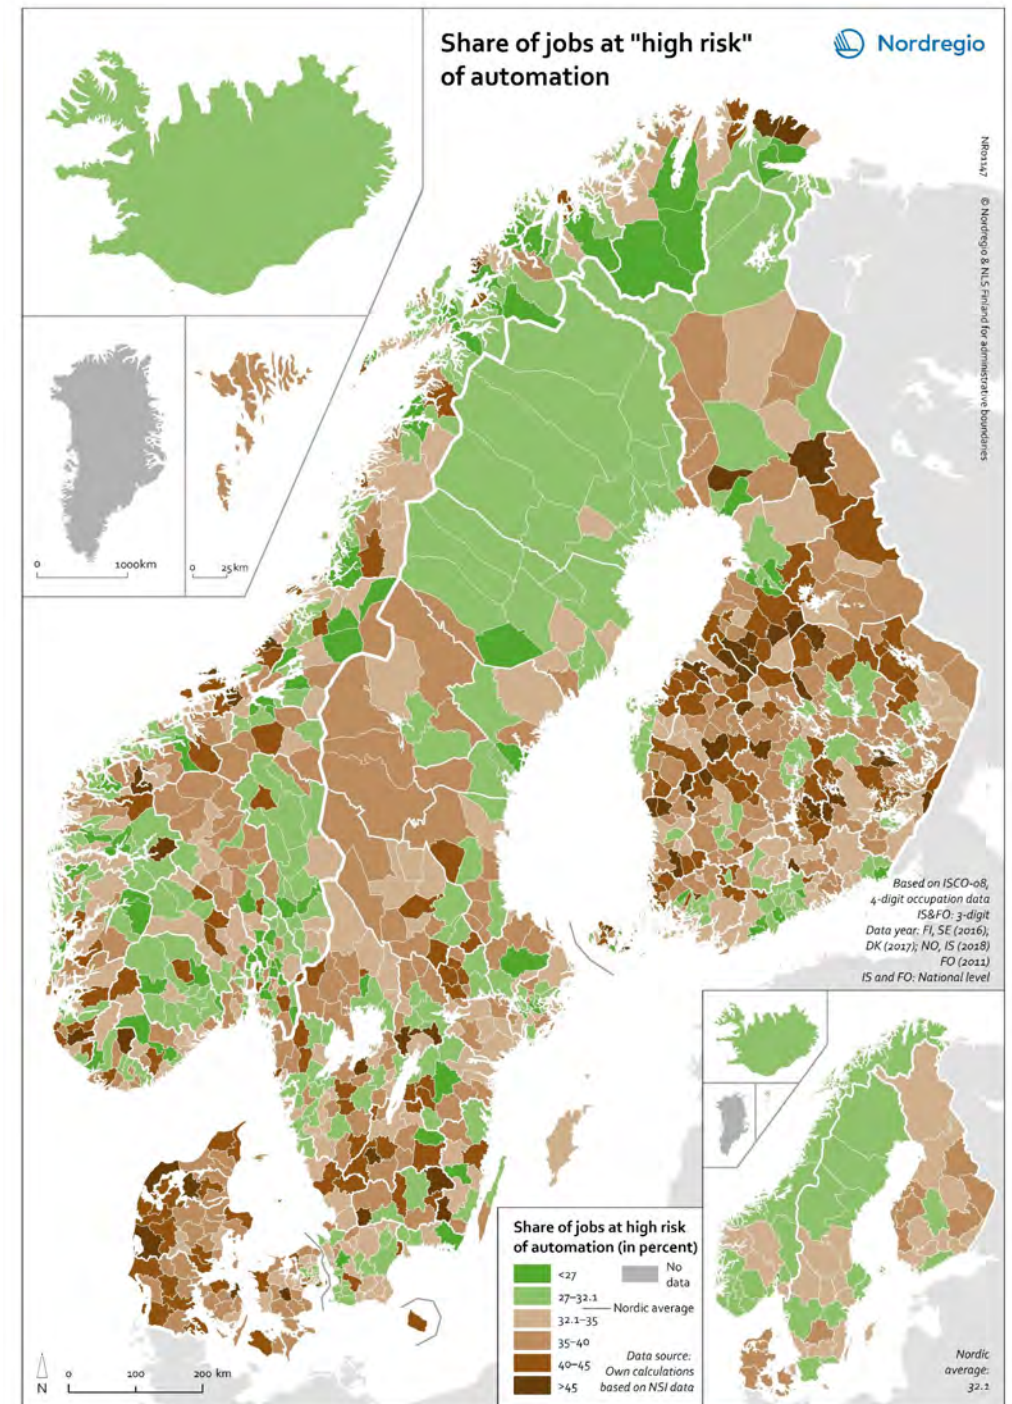 Share of jobs at "high risk"
of automation
Nordregio
NR01147 © Nordregio & NLS Finland for administrative boundaries
0 1000km
0 25km
Based on ISCO-08,
4-digit occupation data
IS&FO: 3-digit
Data year: FI, SE (2016);
DK (2017); NO, IS (2018)
FO (2011)
IS and FO: National level
Share of jobs at high risk
of automation (in percent)
<27
No
data
27–32.1
Nordic average
32.1–35
35–40
40–45
>45
Data source:
Own calculations
based on NSI data
Nordic
average:
32.1
N
0 100 200 km